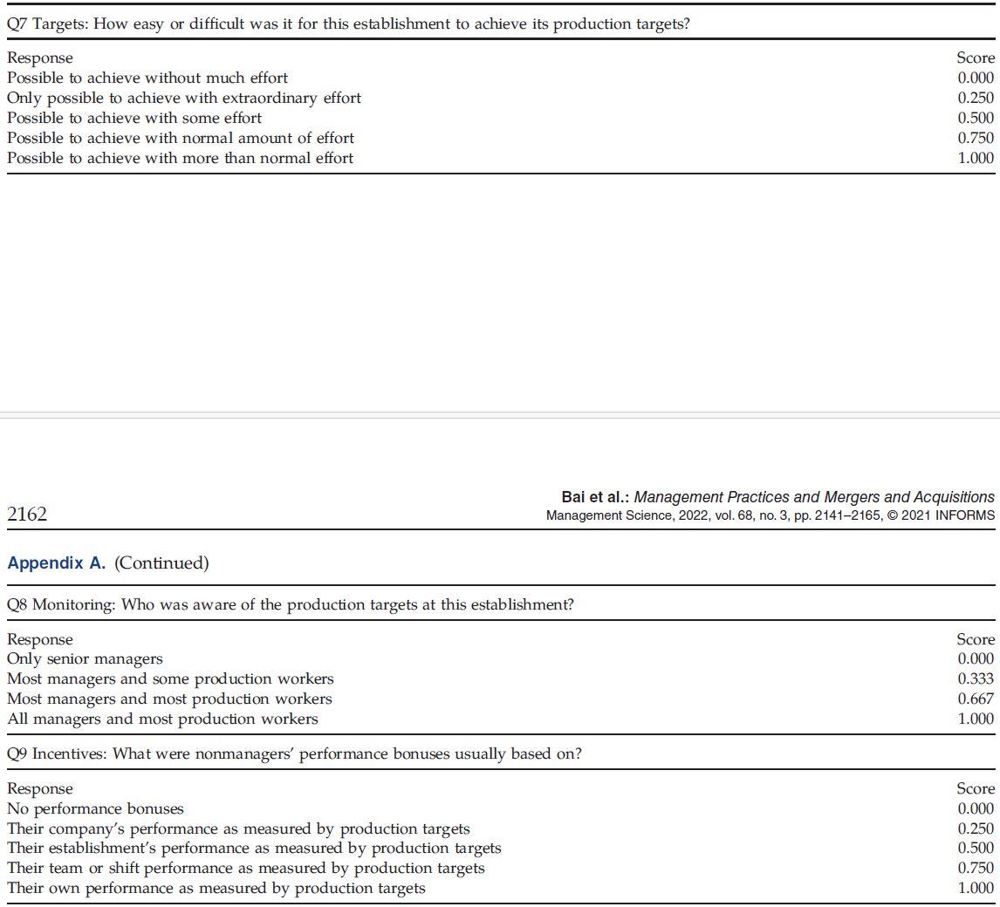 Q7 Targets: How easy or difficult was it for this establishment to achieve its production targets?
Response Score
Possible to achieve without much effort 0.000
Only possible to achieve with extraordinary effort 0.250
Possible to achieve with some effort 0.500
Possible to achieve with normal amount of effort 0.750
Possible to achieve with more than normal effort 1.000
Bai et al.: Management Practices and Mergers and Acquisitions
2162 Management Science, 2022, vol. 68, no. 3, pp. 2141–2165, © 2021 INFORMS
Appendix A. (Continued)
Q8 Monitoring: Who was aware of the production targets at this establishment?
Response Score
Only senior managers 0.000
Most managers and some production workers 0.333
Most managers and most production workers 0.667
All managers and most production workers 1.000
Q9 Incentives: What were nonmanagers’ performance bonuses usually based on?
Response Score
No performance bonuses 0.000
Their company’s performance as measured by production targets 0.250
Their establishment’s performance as measured by production targets 0.500
Their team or shift performance as measured by production targets 0.750
Their own performance as measured by production targets 1.000